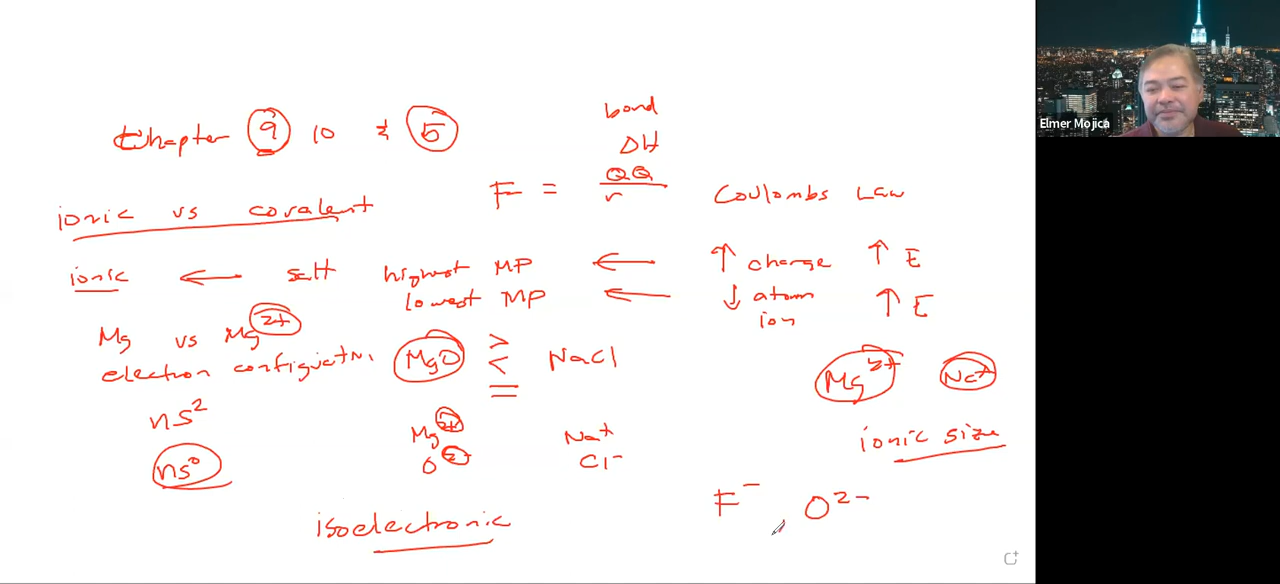 Chapter 9 10 & 5
bond
ΔH
F = QQ
r
Coulombs Law
ionic vs covalent
ionic ← salt
highest MP ← ↑ charge ↑ E
lowest MP ← ↓ atom ↑ E
ion
Mg vs Mg2+
electron configuration
MgO > < = NaCl
Mg2+ Na+
ns2
Mg2+ Na+
O2- Cl-
ionic size
ns0
F- , O2-
isoelectronic
Elmer Mojica